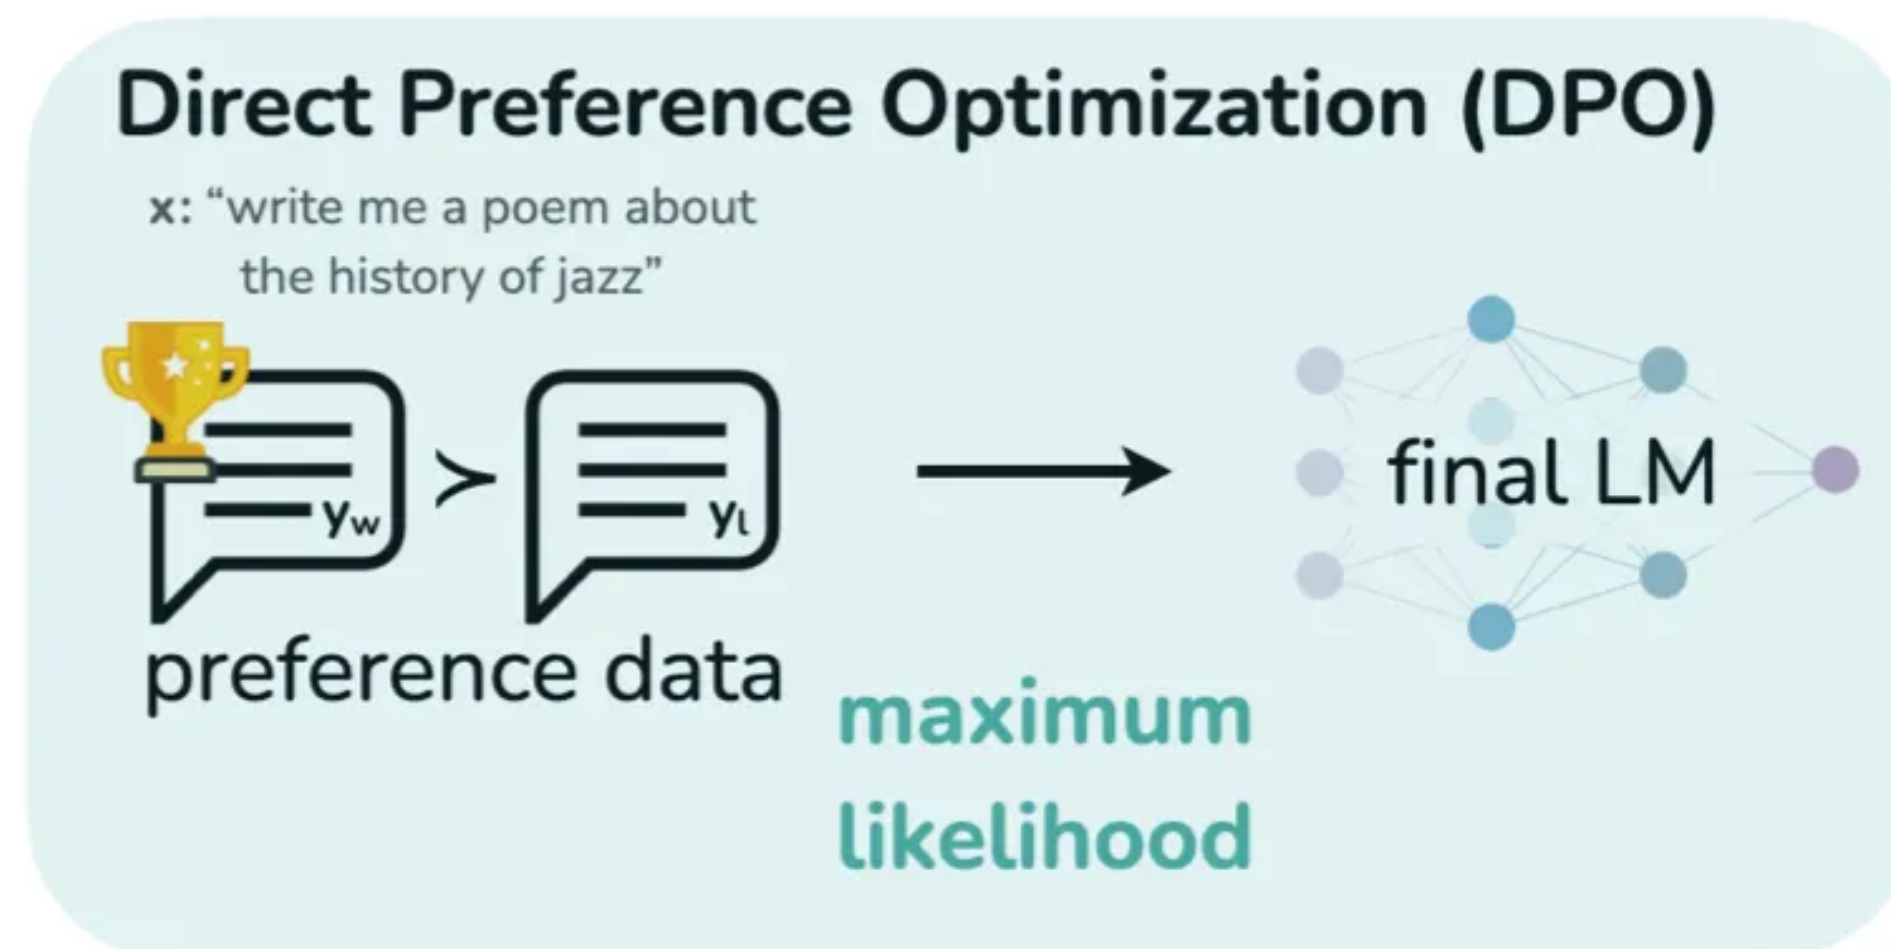 Direct Preference Optimization (DPO)
x: “write me a poem about
the history of jazz”
yw
≻
yl
preference data
final LM
maximum
likelihood